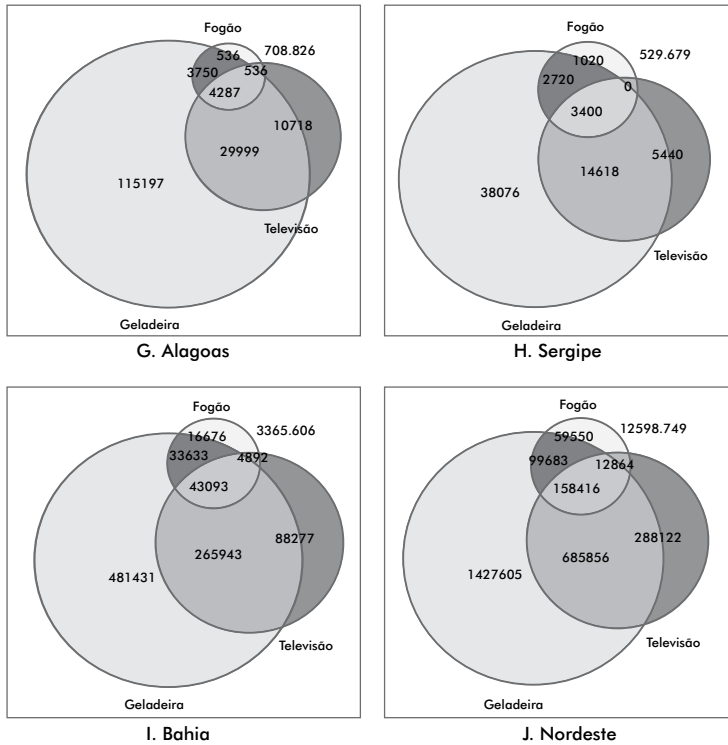 Fogão
536
708.826
3750
536
4287
10718
29999
115197
Televisão
Geladeira
G. Alagoas
Fogão
1020
529.679
2720
0
3400
5440
14618
38076
Televisão
Geladeira
H. Sergipe
Fogão
16676
3365.606
33633
4892
43093
88277
265943
481431
Televisão
Geladeira
I. Bahia
Fogão
59550
12598.749
99683
12864
158416
288122
685856
1427605
Televisão
Geladeira
J. Nordeste